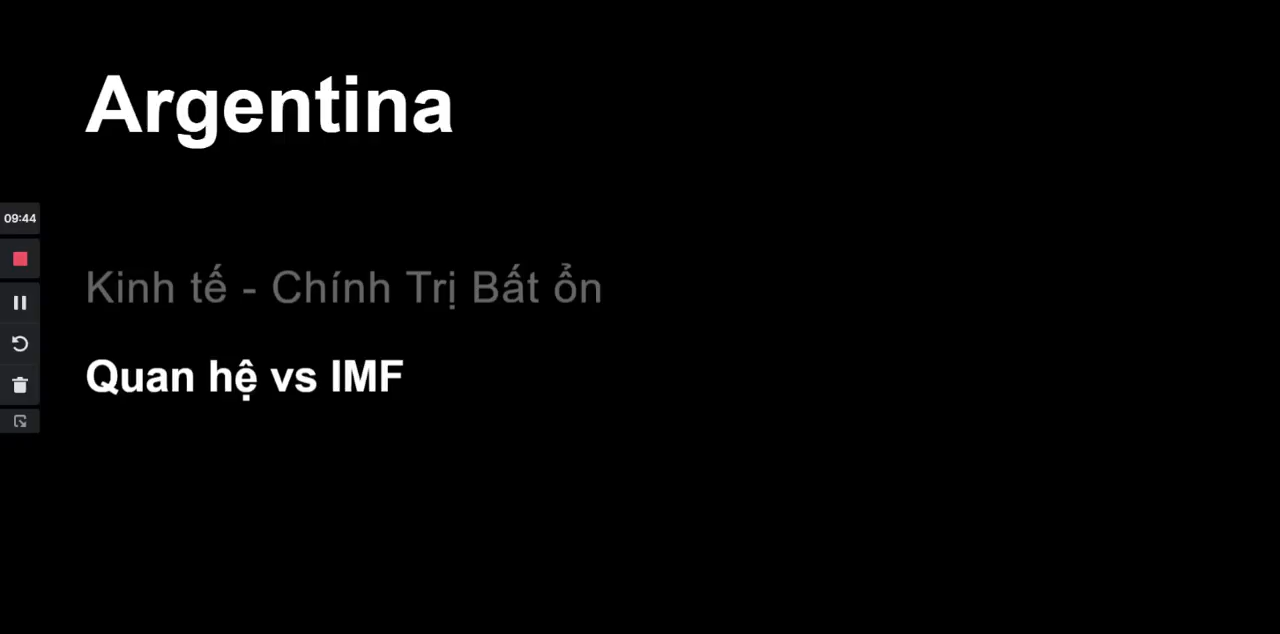 Argentina
09:44
Kinh tế - Chính Trị Bất ổn
Quan hệ vs IMF